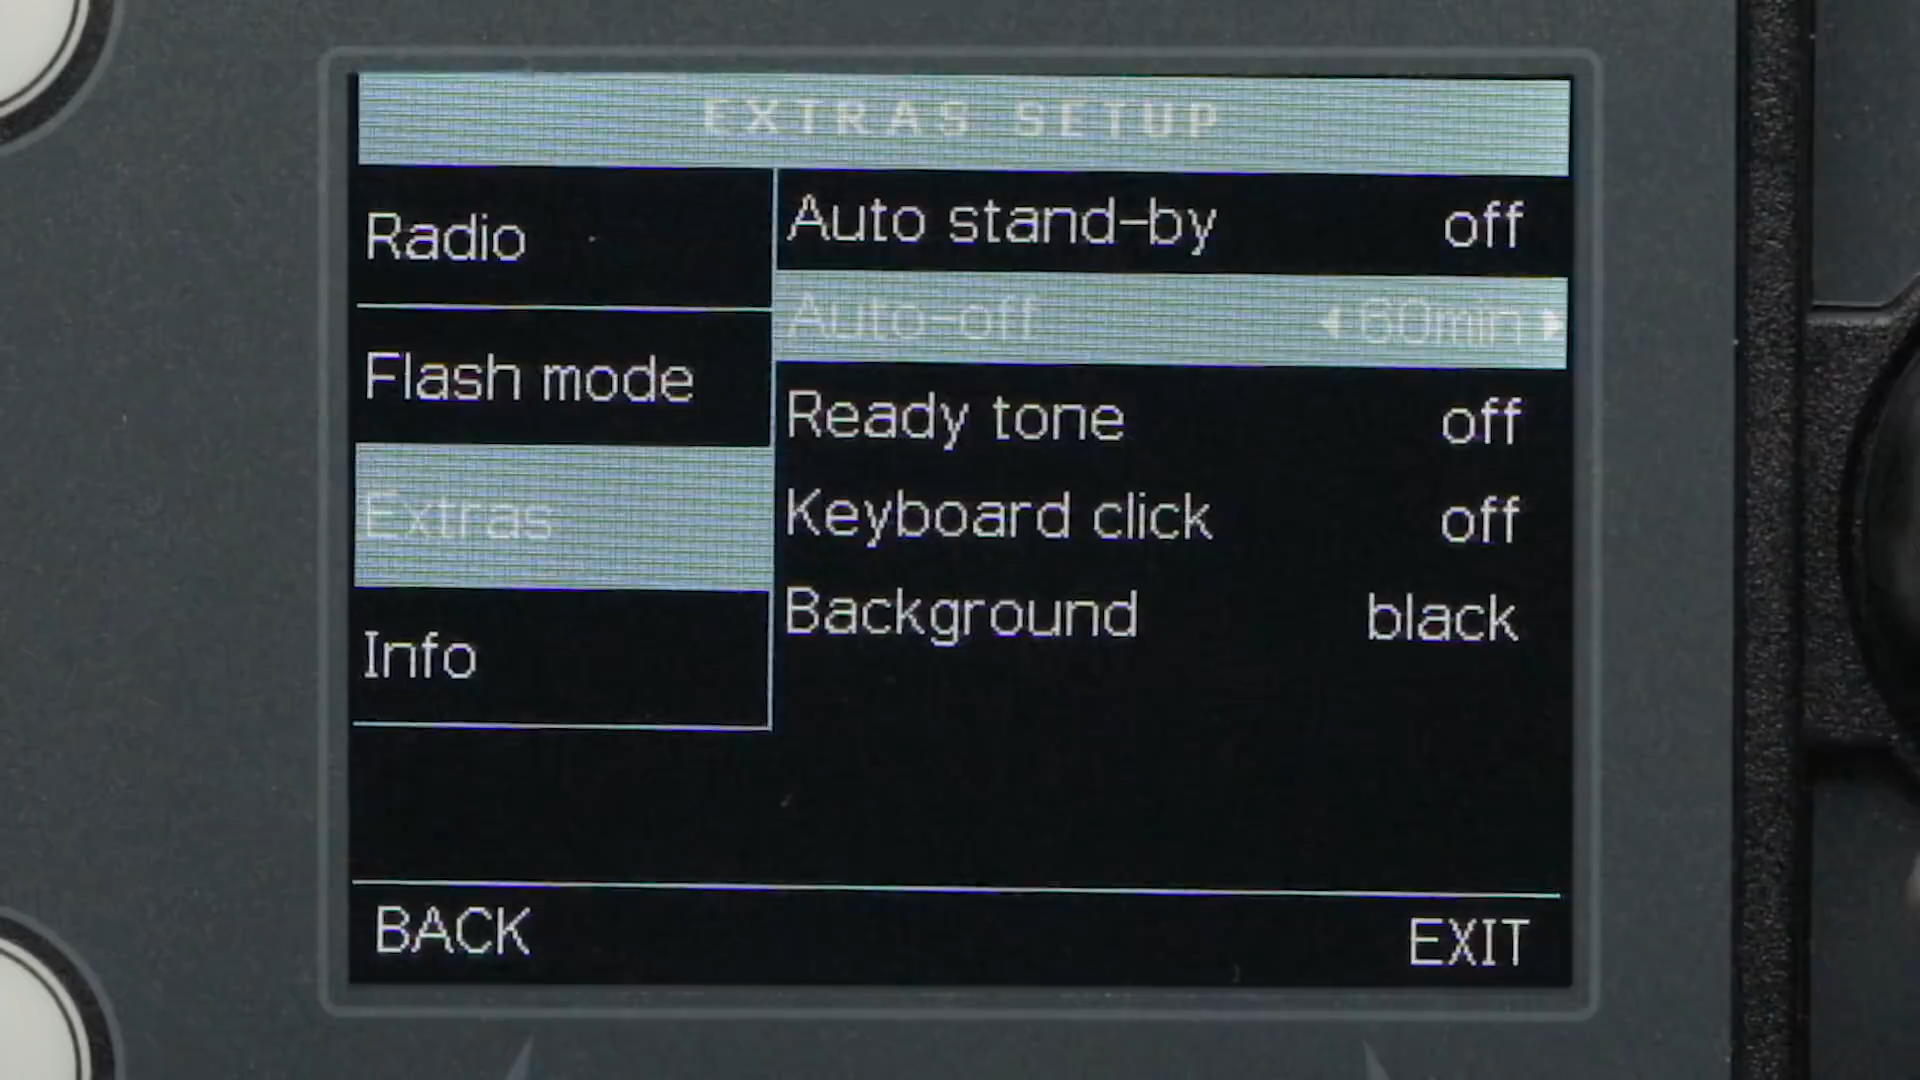 EXTRAS SETUP
Radio
Flash mode
Extras
Info
Auto stand-by off
Auto-off 60min
Ready tone off
Keyboard click off
Background black
BACK EXIT